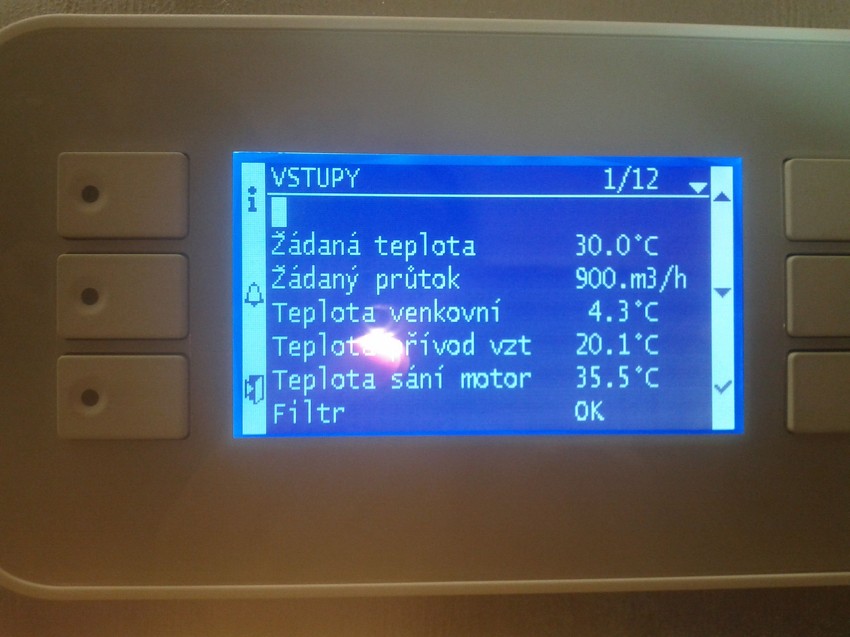 VSTUPY 1/12
Žádaná teplota 30.0°C
Žádaný průtok 900.m3/h
Teplota venkovní 4.3°C
Teplota přívod vzt 20.1°C
Teplota sání motor 35.5°C
Filtr OK